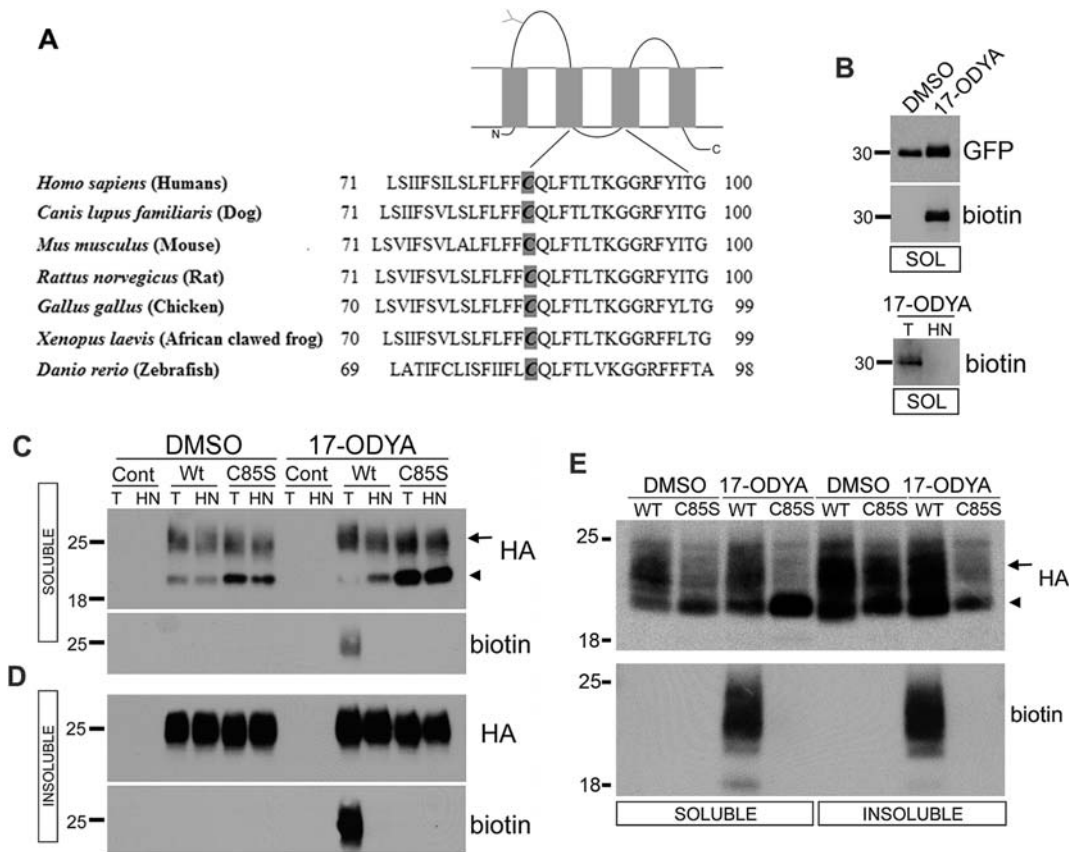 A
N
C
Homo sapiens (Humans) 71 LSIIFSILSLFLFFCQLFTLTKGGRFYITG 100
Canis lupus familiaris (Dog) 71 LSIIFSVLSLFLFFCQLFTLTKGGRFYITG 100
Mus musculus (Mouse) 71 LSVIFSVLALFLFFCQLFTLTKGGRFYITG 100
Rattus norvegicus (Rat) 71 LSVIFSVLSLFLFFCQLFTLTKGGRFYITG 100
Gallus gallus (Chicken) 70 LSVIFSVLSLFLFFCQLFTLTKGGRFYLTG 99
Xenopus laevis (African clawed frog) 70 LSIIFSVLSLFLFFCQLFTLTKGGRFFLTG 99
Danio rerio (Zebrafish) 69 LATIFCLISFIIFLCQLFTLVKGGRFFFTA 98
B
DMSO 17-ODYA
30 GFP
30 biotin
SOL
17-ODYA
T HN
30 biotin
SOL
C
DMSO 17-ODYA
Cont Wt C85S Cont Wt C85S
T HN T HN T HN T HN T HN T HN
SOLUBLE
25 HA
18
25 biotin
D
INSOLUBLE
25 HA
25 biotin
E
DMSO 17-ODYA DMSO 17-ODYA
WT C85S WT C85S WT C85S WT C85S
25
HA
18
25
biotin
18
SOLUBLE INSOLUBLE